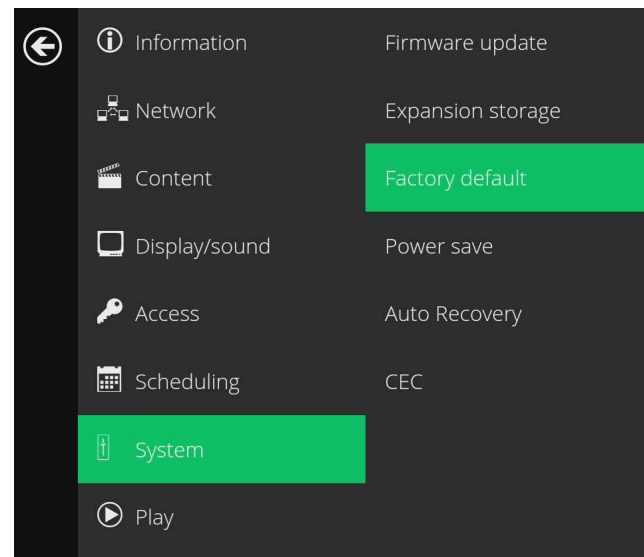 Information
Network
Content
Display/sound
Access
Scheduling
System
Play
Firmware update
Expansion storage
Factory default
Power save
Auto Recovery
CEC